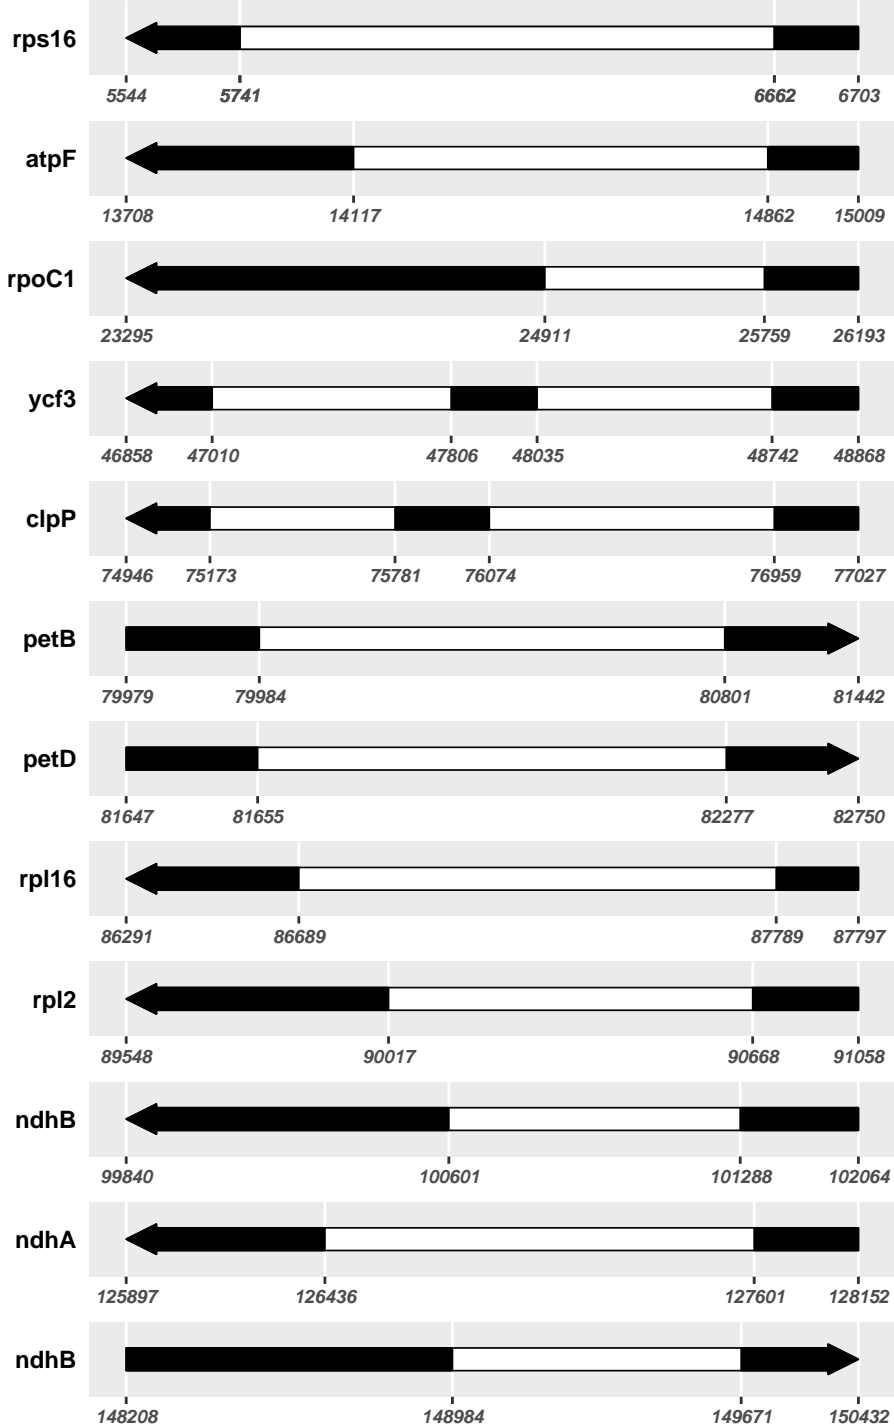 rps16
5544 5741 6662 6703
atpF
13708 14117 14862 15009
rpoC1
23295 24911 25759 26193
ycf3
46858 47010 47806 48035 48742 48868
clpP
74946 75173 75781 76074 76959 77027
petB
79979 79984 80801 81442
petD
81647 81655 82277 82750
rpl16
86291 86689 87789 87797
rpl2
89548 90017 90668 91058
ndhB
99840 100601 101288 102064
ndhA
125897 126436 127601 128152
ndhB
148208 148984 149671 150432